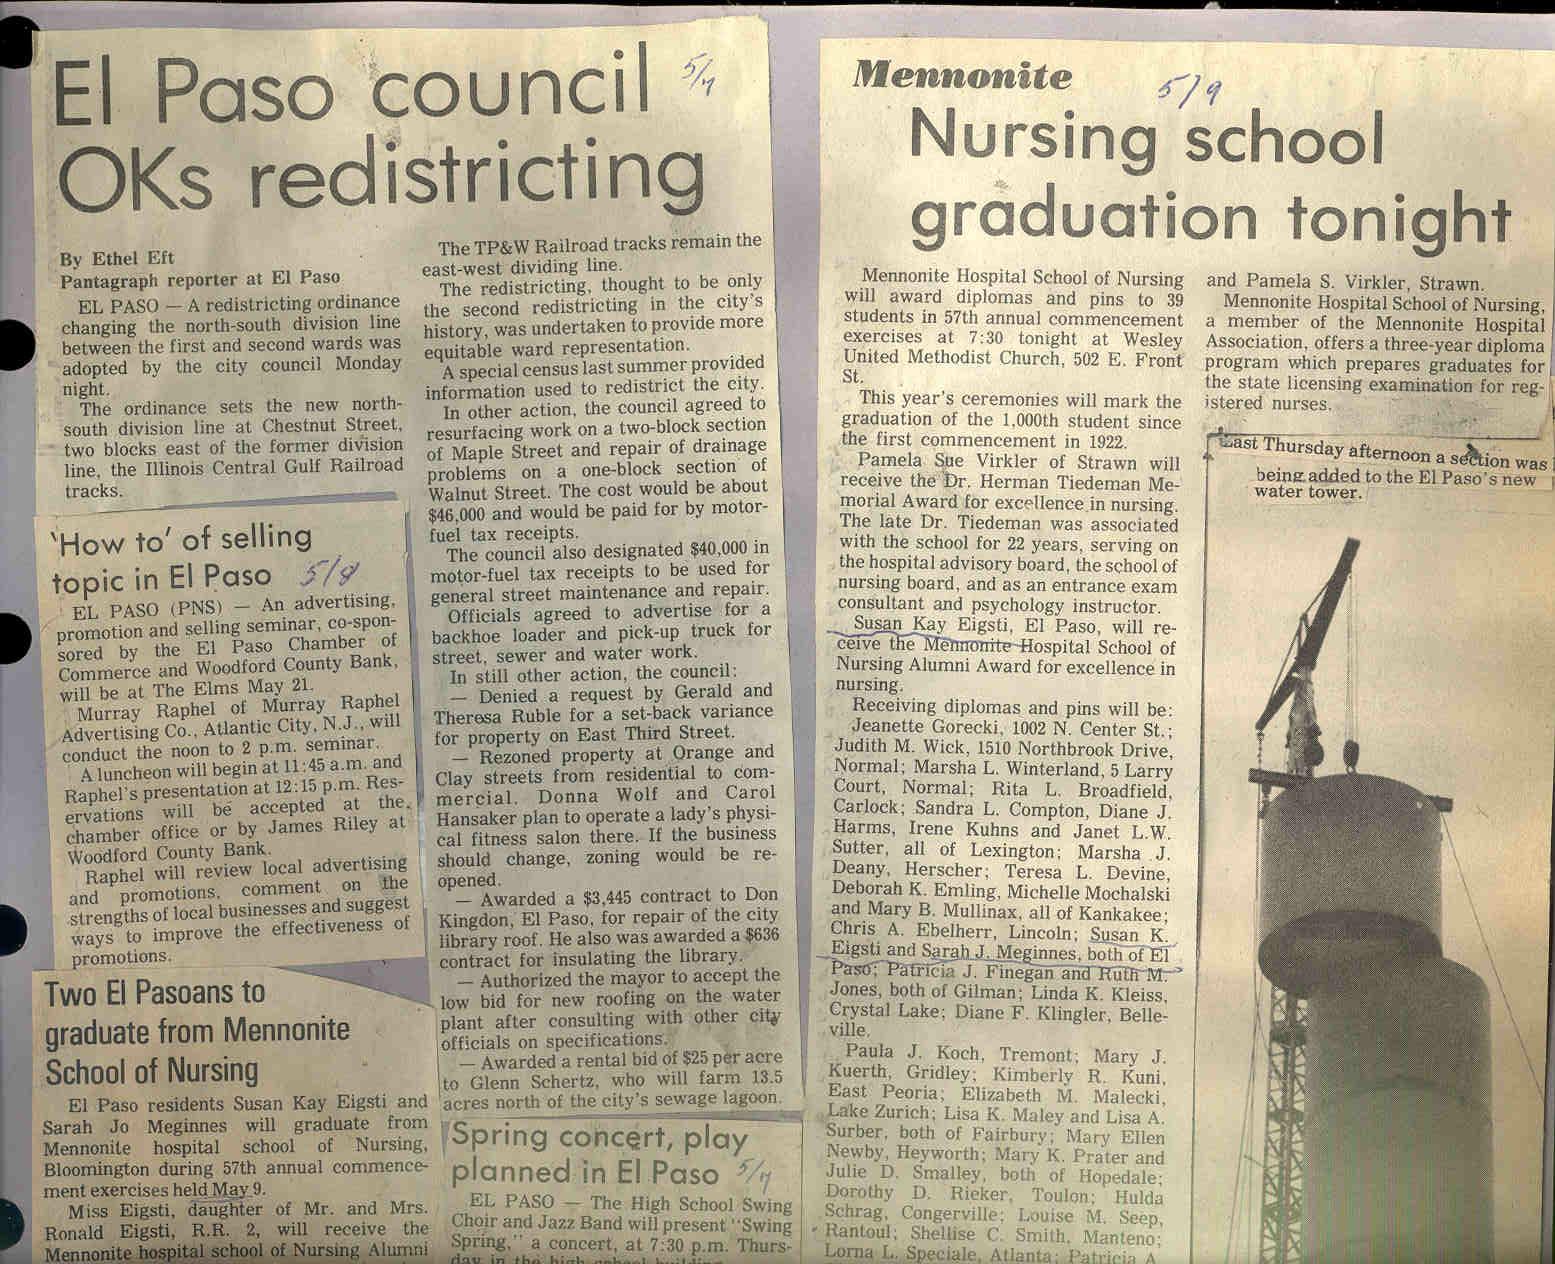 El Paso council
OKs redistricting
5/7
By Ethel Eft
Pantagraph reporter at El Paso
EL PASO — A redistricting ordinance
changing the north-south division line
between the first and second wards was
adopted by the city council Monday
night.
The ordinance sets the new north-
south division line at Chestnut Street,
two blocks east of the former division
line, the Illinois Central Gulf Railroad
tracks.
The TP&W Railroad tracks remain the
east-west dividing line.
The redistricting, thought to be only
the second redistricting in the city's
history, was undertaken to provide more
equitable ward representation.
A special census last summer provided
information used to redistrict the city.
In other action, the council agreed to
resurfacing work on a two-block section
of Maple Street and repair of drainage
problems on a one-block section of
Walnut Street. The cost would be about
$46,000 and would be paid for by motor-
fuel tax receipts.
The council also designated $40,000 in
motor-fuel tax receipts to be used for
general street maintenance and repair.
Officials agreed to advertise for a
backhoe loader and pick-up truck for
street, sewer and water work.
In still other action, the council:
— Denied a request by Gerald and
Theresa Ruble for a set-back variance
for property on East Third Street.
— Rezoned property at Orange and
Clay streets from residential to com-
mercial. Donna Wolf and Carol
Hansaker plan to operate a lady's physi-
cal fitness salon there. If the business
should change, zoning would be re-
opened.
— Awarded a $3,445 contract to Don
Kingdon, El Paso, for repair of the city
library roof. He also was awarded a $636
contract for insulating the library.
— Authorized the mayor to accept the
low bid for new roofing on the water
plant after consulting with other city
officials on specifications.
— Awarded a rental bid of $25 per acre
to Glenn Schertz, who will farm 13.5
acres north of the city's sewage lagoon.
'How to' of selling
topic in El Paso
5/8
EL PASO (PNS) — An advertising,
promotion and selling seminar, co-spon-
sored by the El Paso Chamber of
Commerce and Woodford County Bank,
will be at The Elms May 21.
Murray Raphel of Murray Raphel
Advertising Co., Atlantic City, N.J., will
conduct the noon to 2 p.m. seminar.
A luncheon will begin at 11:45 a.m. and
Raphel's presentation at 12:15 p.m. Res-
ervations will be accepted at the
chamber office or by James Riley at
Woodford County Bank.
Raphel will review local advertising
and promotions, comment on the
strengths of local businesses and suggest
ways to improve the effectiveness of
promotions.
Two El Pasoans to
graduate from Mennonite
School of Nursing
El Paso residents Susan Kay Eigsti and
Sarah Jo Meginnes will graduate from
Mennonite hospital school of Nursing,
Bloomington during 57th annual commence-
ment exercises held May 9.
Miss Eigsti, daughter of Mr. and Mrs.
Ronald Eigsti, R.R. 2, will receive the
Mennonite hospital school of Nursing Alumni
Spring concert, play
planned in El Paso
5/7
EL PASO — The High School Swing
Choir and Jazz Band will present "Swing
Spring," a concert, at 7:30 p.m. Thurs-
day in the high school building
Mennonite
5/9
Nursing school
graduation tonight
Mennonite Hospital School of Nursing
will award diplomas and pins to 39
students in 57th annual commencement
exercises at 7:30 tonight at Wesley
United Methodist Church, 502 E. Front
St.
This year's ceremonies will mark the
graduation of the 1,000th student since
the first commencement in 1922.
Pamela Sue Virkler of Strawn will
receive the Dr. Herman Tiedeman Me-
morial Award for excellence in nursing.
The late Dr. Tiedeman was associated
with the school for 22 years, serving on
the hospital advisory board, the school of
nursing board, and as an entrance exam
consultant and psychology instructor.
Susan Kay Eigsti, El Paso, will re-
ceive the Mennonite Hospital School of
Nursing Alumni Award for excellence in
nursing.
Receiving diplomas and pins will be:
Jeanette Gorecki, 1002 N. Center St.;
Judith M. Wick, 1510 Northbrook Drive,
Normal; Marsha L. Winterland, 5 Larry
Court, Normal; Rita L. Broadfield,
Carlock; Sandra L. Compton, Diane J.
Harms, Irene Kuhns and Janet L.W.
Sutter, all of Lexington; Marsha J.
Deany, Herscher; Teresa L. Devine,
Deborah K. Emling, Michelle Mochalski
and Mary B. Mullinax, all of Kankakee;
Chris A. Ebelherr, Lincoln; Susan K.
Eigsti and Sarah J. Meginnes, both of El
Paso; Patricia J. Finegan and Ruth M.
Jones, both of Gilman; Linda K. Kleiss,
Crystal Lake; Diane F. Klingler, Belle-
ville.
Paula J. Koch, Tremont; Mary J.
Kuerth, Gridley; Kimberly R. Kuni,
East Peoria; Elizabeth M. Malecki,
Lake Zurich; Lisa K. Maley and Lisa A.
Surber, both of Fairbury; Mary Ellen
Newby, Heyworth; Mary K. Prater and
Julie D. Smalley, both of Hopedale;
Dorothy D. Rieker, Toulon; Hulda
Schrag, Congerville; Louise M. Seep,
Rantoul; Shellise C. Smith, Manteno;
Lorna L. Speciale, Atlanta; Patricia A
and Pamela S. Virkler, Strawn.
Mennonite Hospital School of Nursing,
a member of the Mennonite Hospital
Association, offers a three-year diploma
program which prepares graduates for
the state licensing examination for reg-
istered nurses.
Last Thursday afternoon a section was
being added to the El Paso's new
water tower.